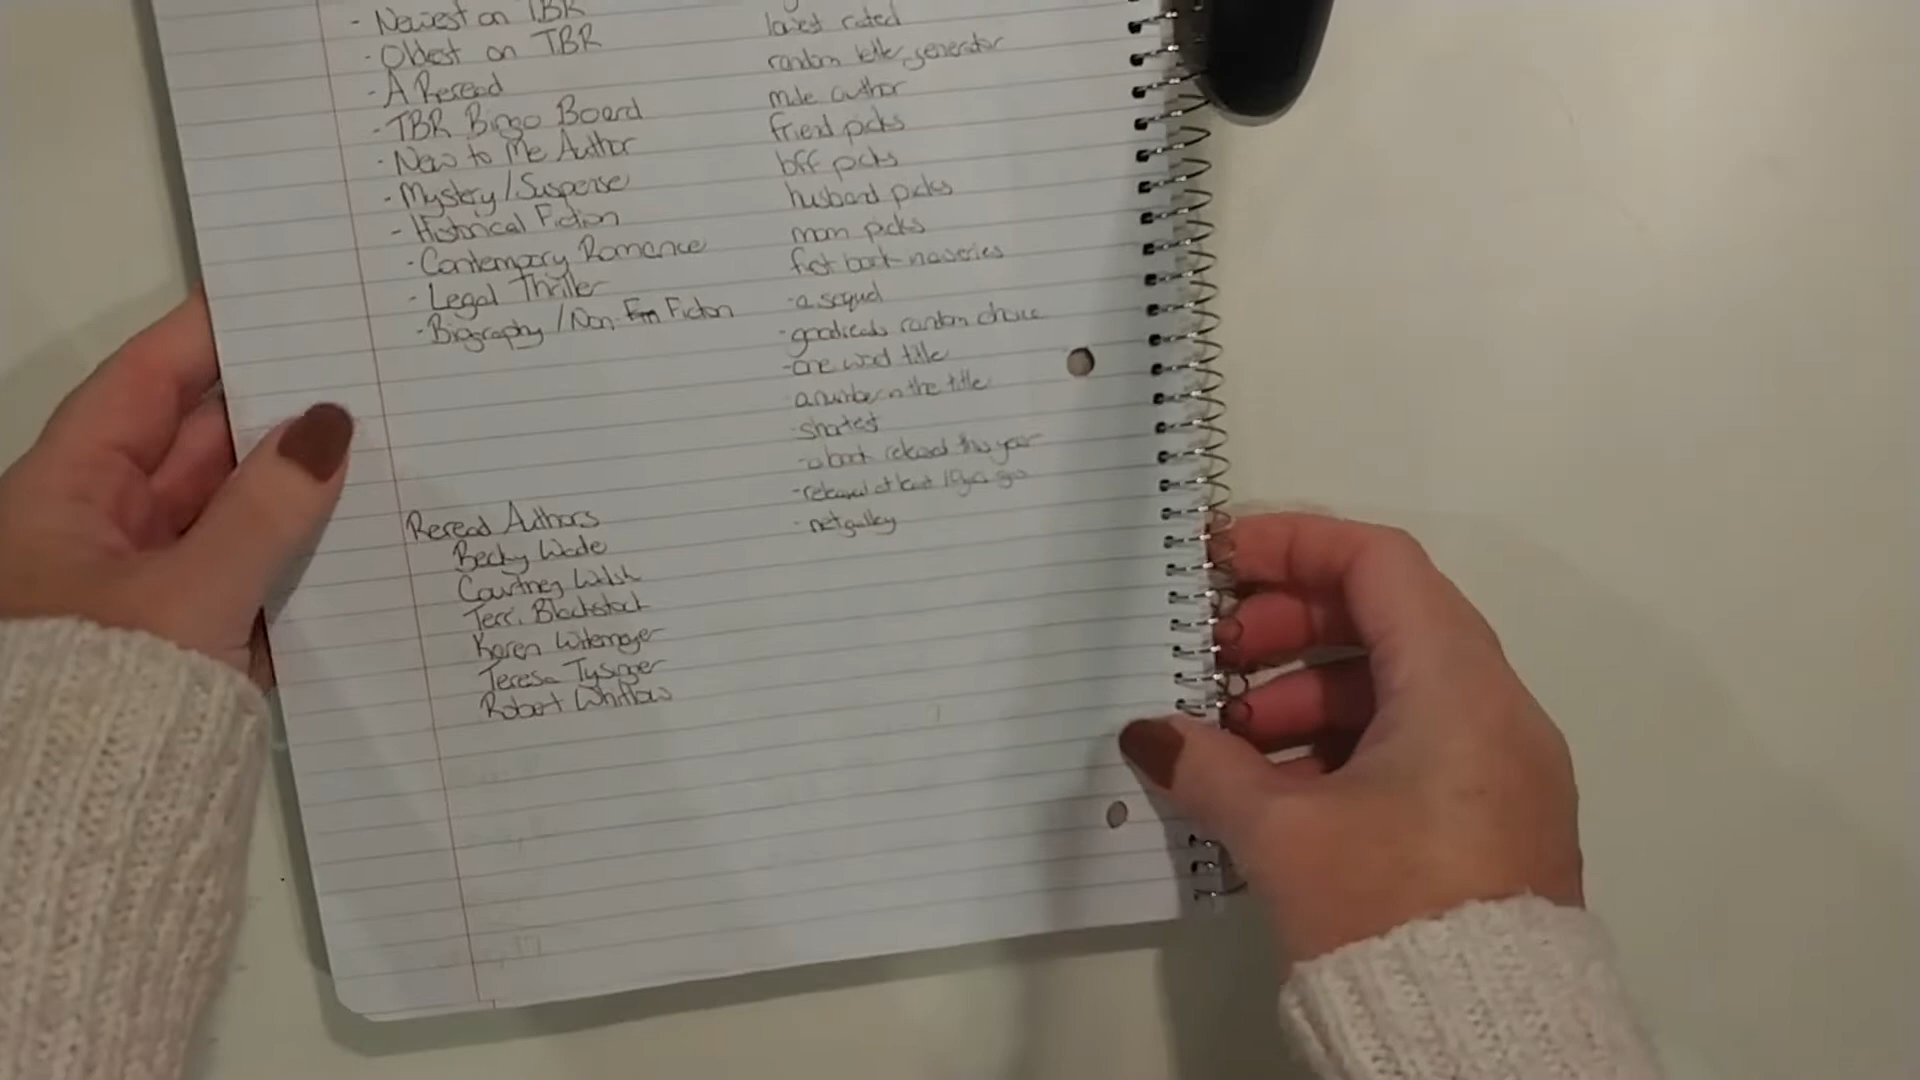 - Newest on TBR
- Oldest on TBR
- A Reread
- TBR Bingo Board
- New to Me Author
- Mystery/Suspense
- Historical Fiction
- Contempory Romance
- Legal Thriller
- Biography / Non Fiction
Reread Authors
Becky Wade
Courtney Walsh
Terri Blackstock
Karen Witemeyer
Teresa Tysinger
Robert Whitlow
lowest rated
random letter generator
male author
friend picks
bff picks
husband picks
mom picks
first book in a series
- a sequel
- goodreads random choice
- one word title
a number in the title
- shortest
- a book released this year
- released at least 10 yrs ago
- netgalley